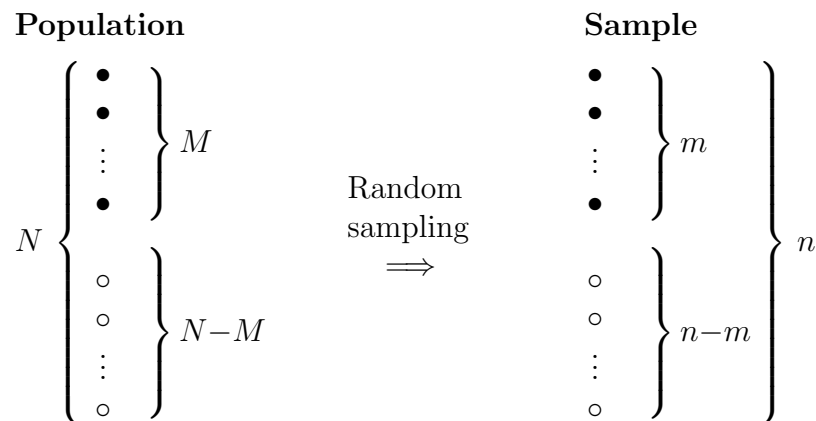 Population
Sample
M
m
Random
sampling
⟹
N
n
N−M
n−m